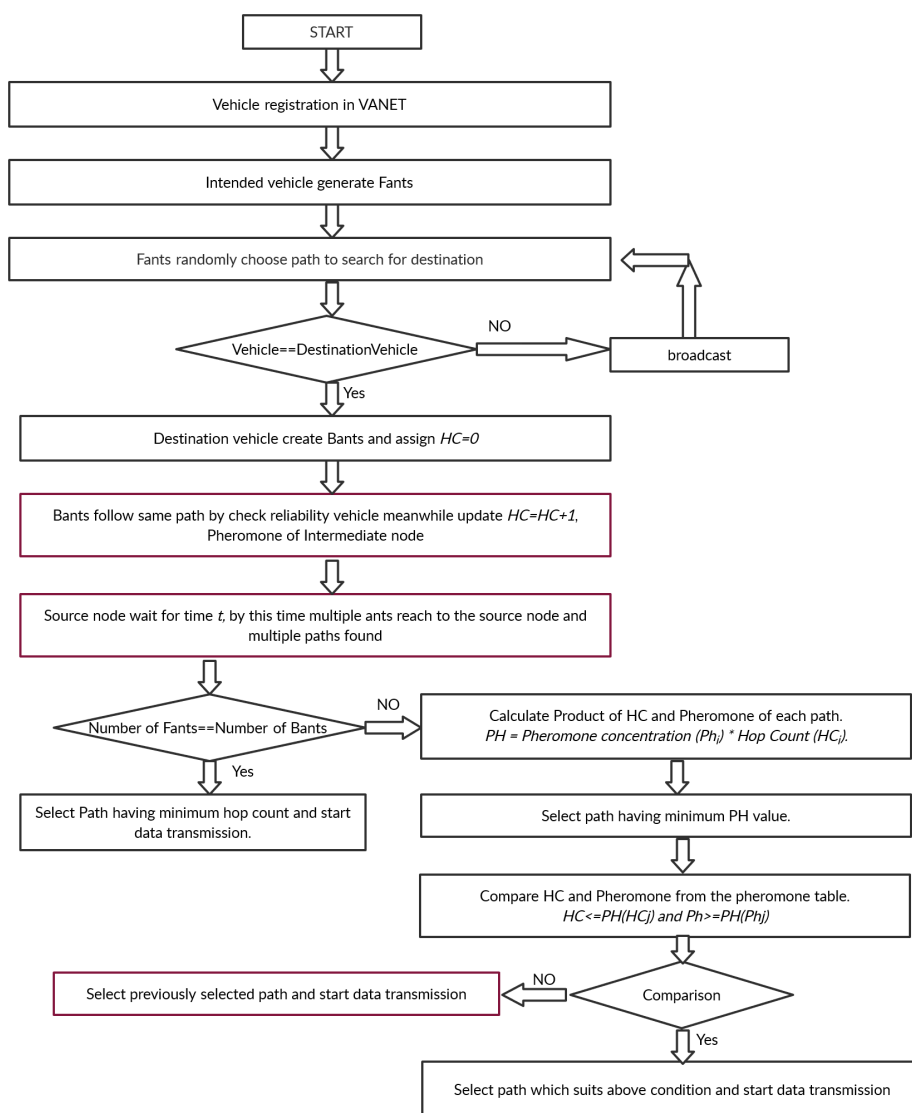 START
Vehicle registration in VANET
Intended vehicle generate Fants
Fants randomly choose path to search for destination
NO
Vehicle==DestinationVehicle
broadcast
Yes
Destination vehicle create Bants and assign HC=0
Bants follow same path by check reliability vehicle meanwhile update HC=HC+1,
Pheromone of Intermediate node
Source node wait for time t, by this time multiple ants reach to the source node and
multiple paths found
NO
Number of Fants==Number of Bants
Calculate Product of HC and Pheromone of each path.
PH = Pheromone concentration (Phi) * Hop Count (HCi).
Yes
Select Path having minimum hop count and start
data transmission.
Select path having minimum PH value.
Compare HC and Pheromone from the pheromone table.
HC<=PH(HCj) and Ph>=PH(Phj)
NO
Select previously selected path and start data transmission
Comparison
Yes
Select path which suits above condition and start data transmission